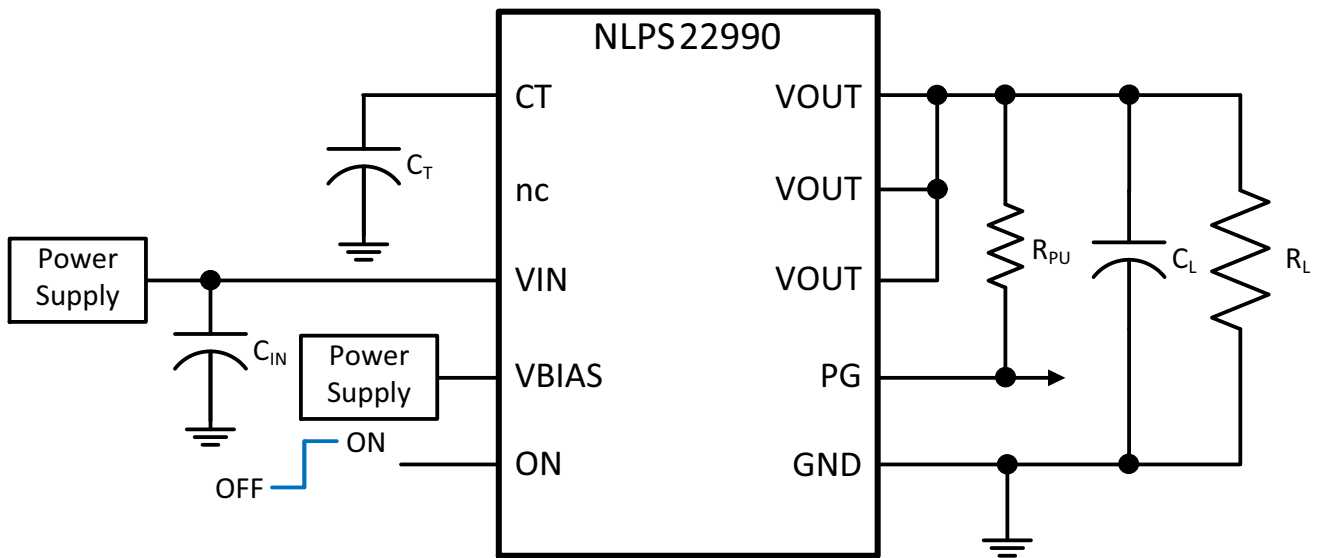 NLPS22990
CT
VOUT
C_T
nc
VOUT
Power
Supply
VIN
VOUT
R_PU
C_L
R_L
C_IN
Power
Supply
VBIAS
PG
ON
OFF
ON
GND